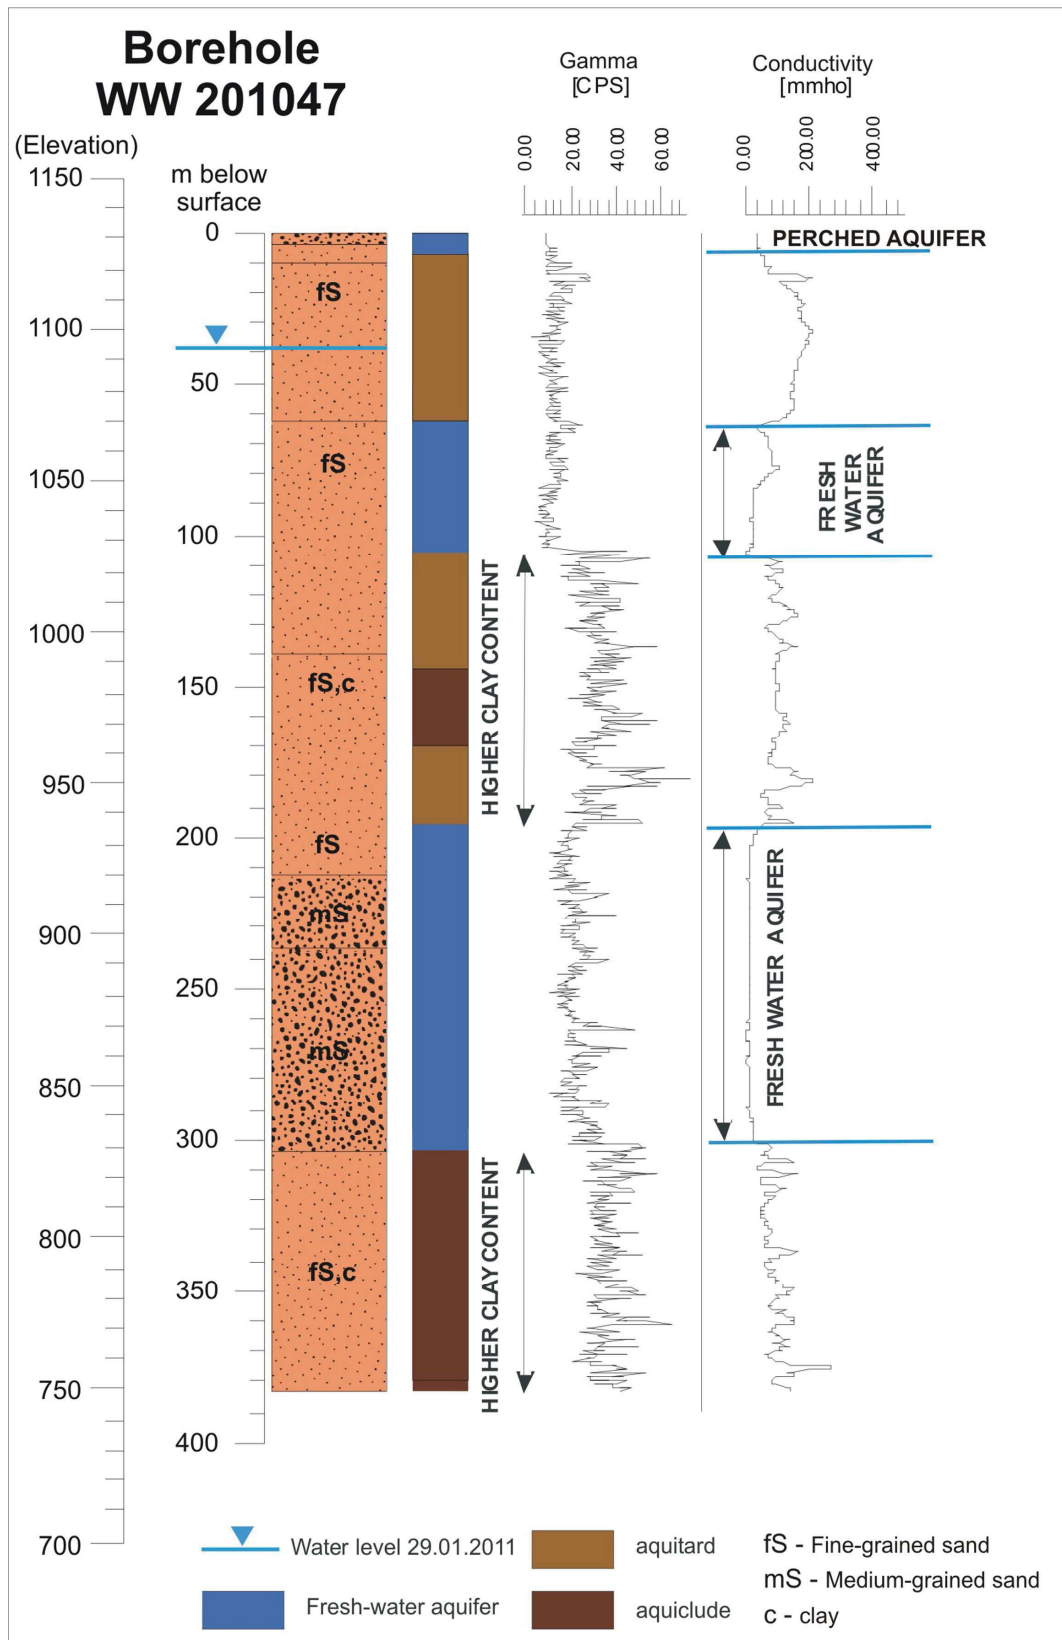 Borehole
WW 201047
(Elevation)
1150
1100
1050
1000
950
900
850
800
750
700
m below
surface
0
50
100
150
200
250
300
350
400
fS
fS
fS,c
fS
mS
mS
fS,c
HIGHER CLAY CONTENT
HIGHER CLAY CONTENT
Gamma
[CPS]
0.00
20.00
40.00
60.00
Conductivity
[mmho]
0.00
200.00
400.00
PERCHED AQUIFER
FRESH
WATER
AQUIFER
FRESH WATER AQUIFER
Water level 29.01.2011
Fresh-water aquifer
aquitard
aquiclude
fS - Fine-grained sand
mS - Medium-grained sand
c - clay